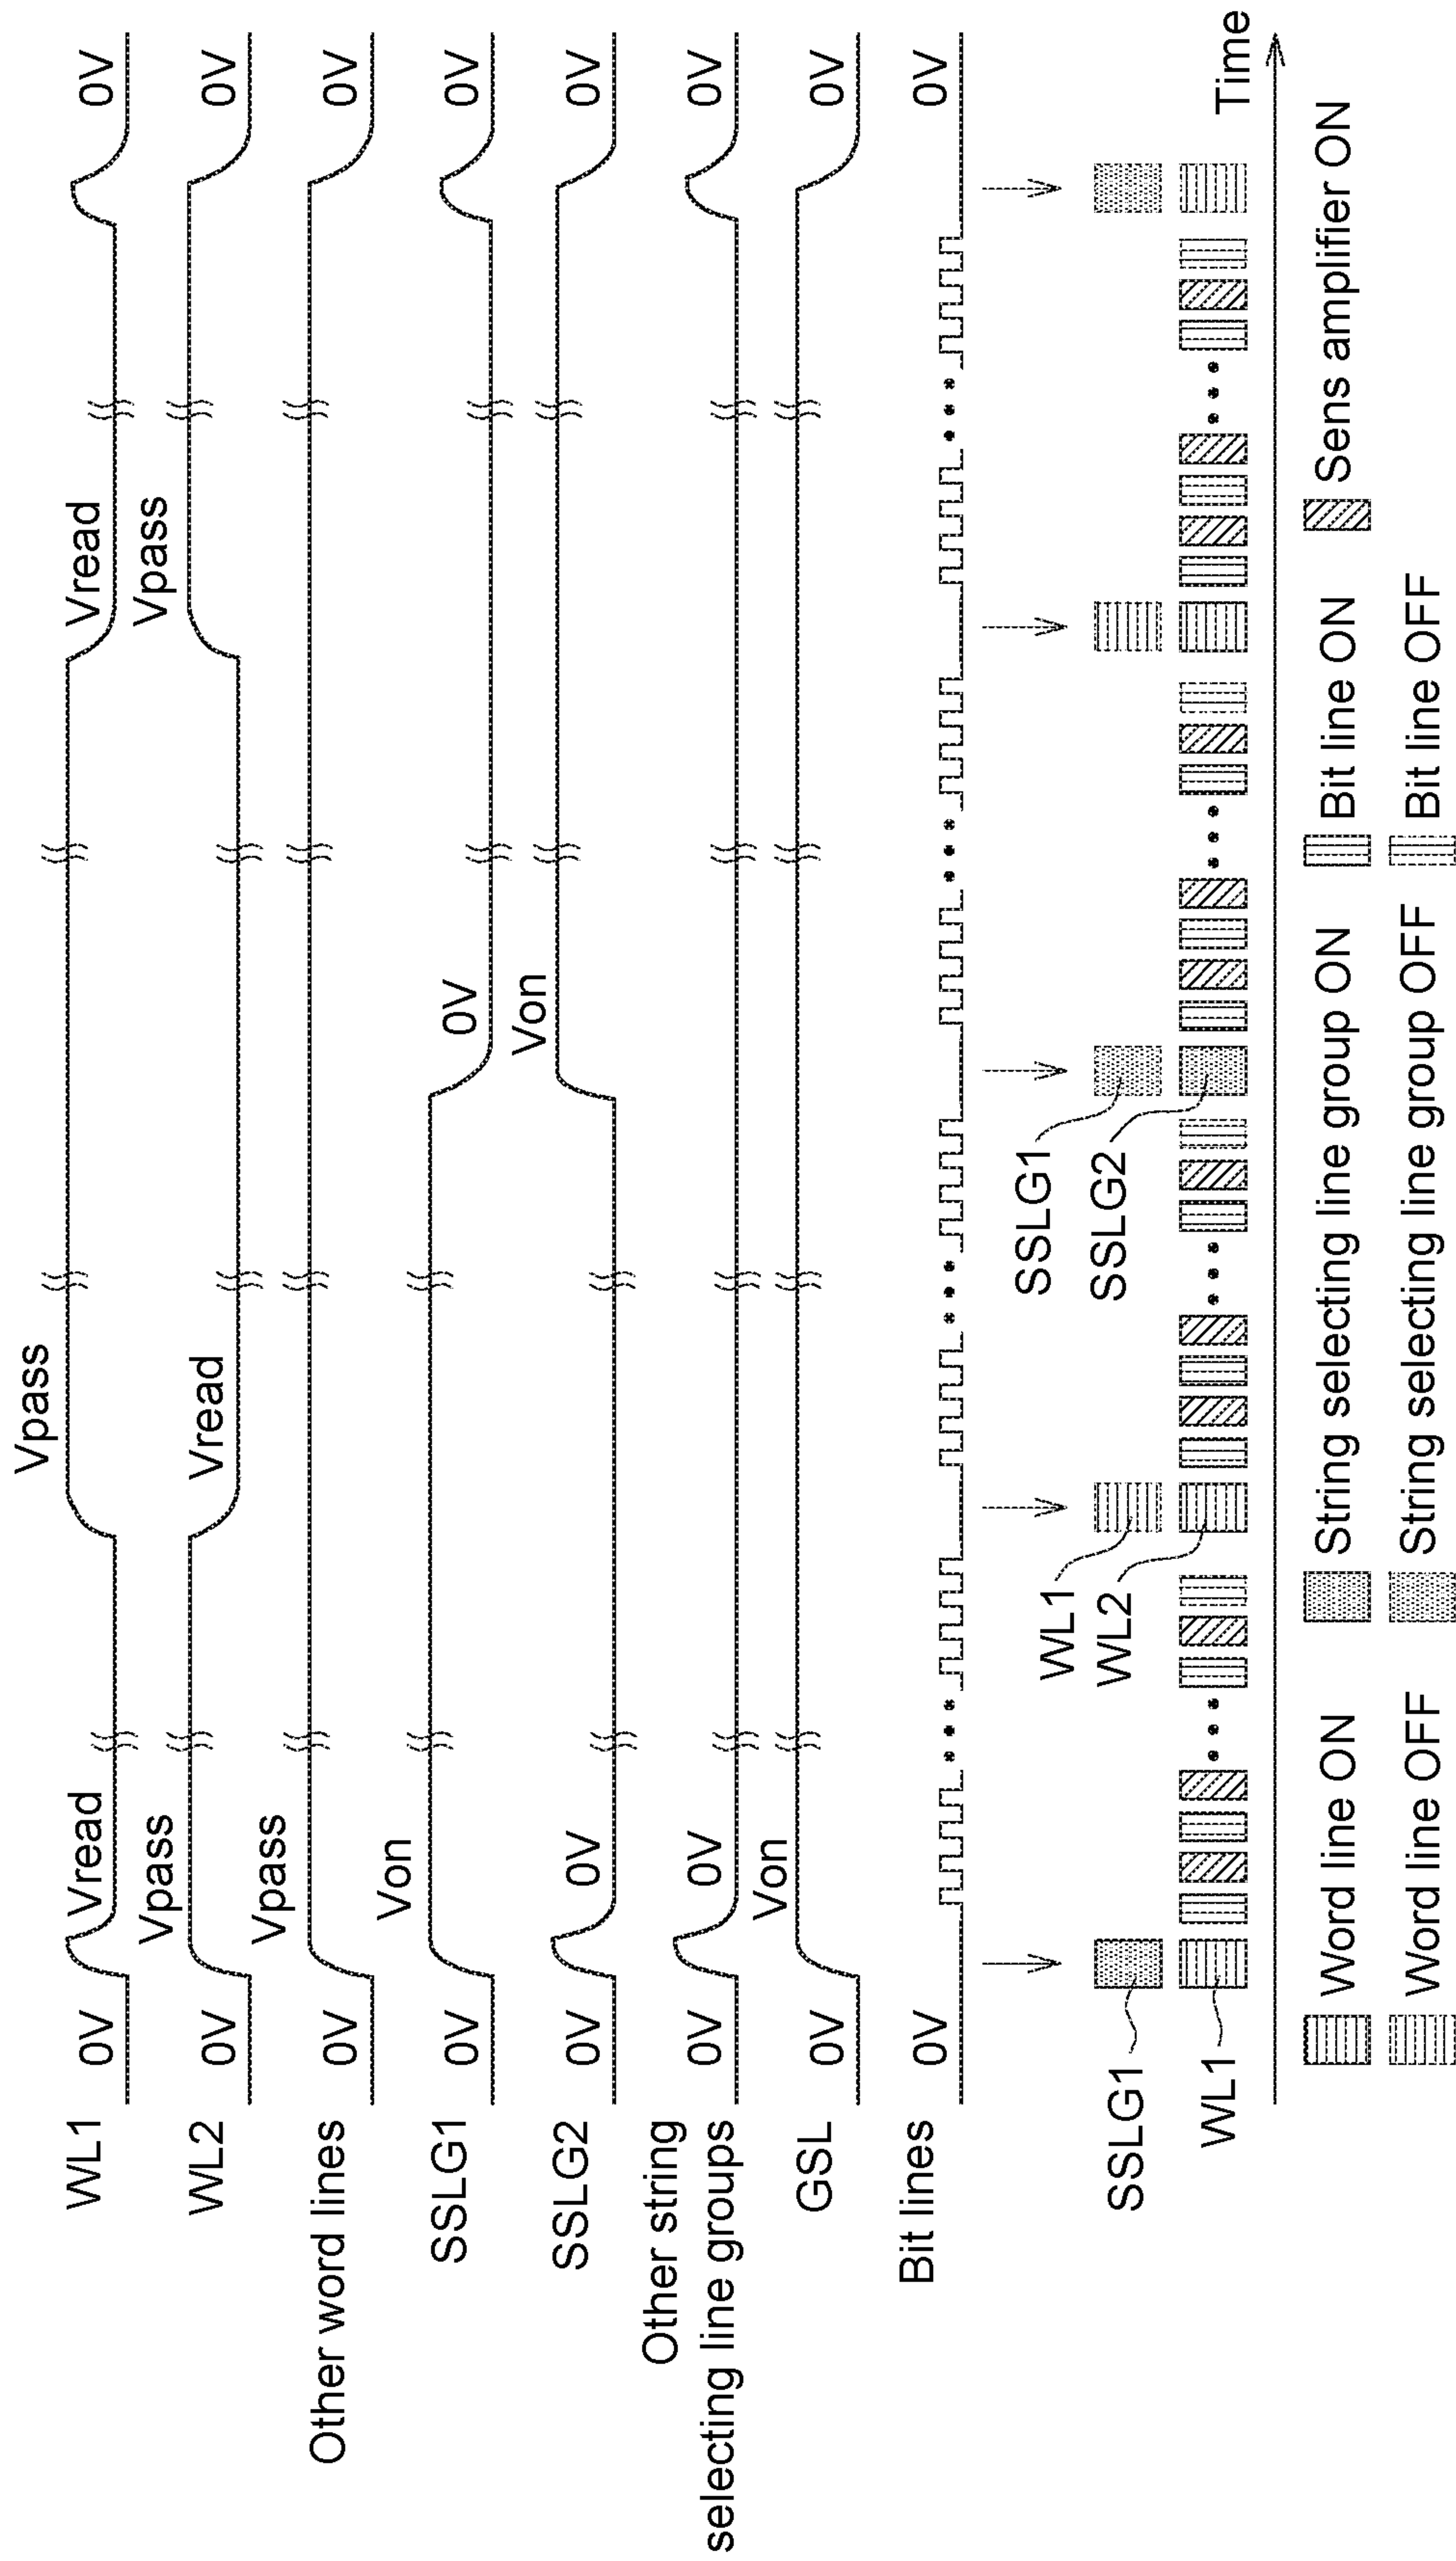 WL1 0V Vread Vpass Vread 0V
WL2 0V Vpass Vread Vpass 0V
Other word lines 0V Vpass 0V
SSLG1 0V Von 0V 0V
SSLG2 0V 0V Von 0V
Other string
selecting line groups 0V 0V 0V
GSL 0V Von 0V
Bit lines 0V 0V
SSLG1 WL1 SSLG1
WL1 WL2 SSLG2
Time
Word line ON String selecting line group ON Bit line ON Sens amplifier ON
Word line OFF String selecting line group OFF Bit line OFF